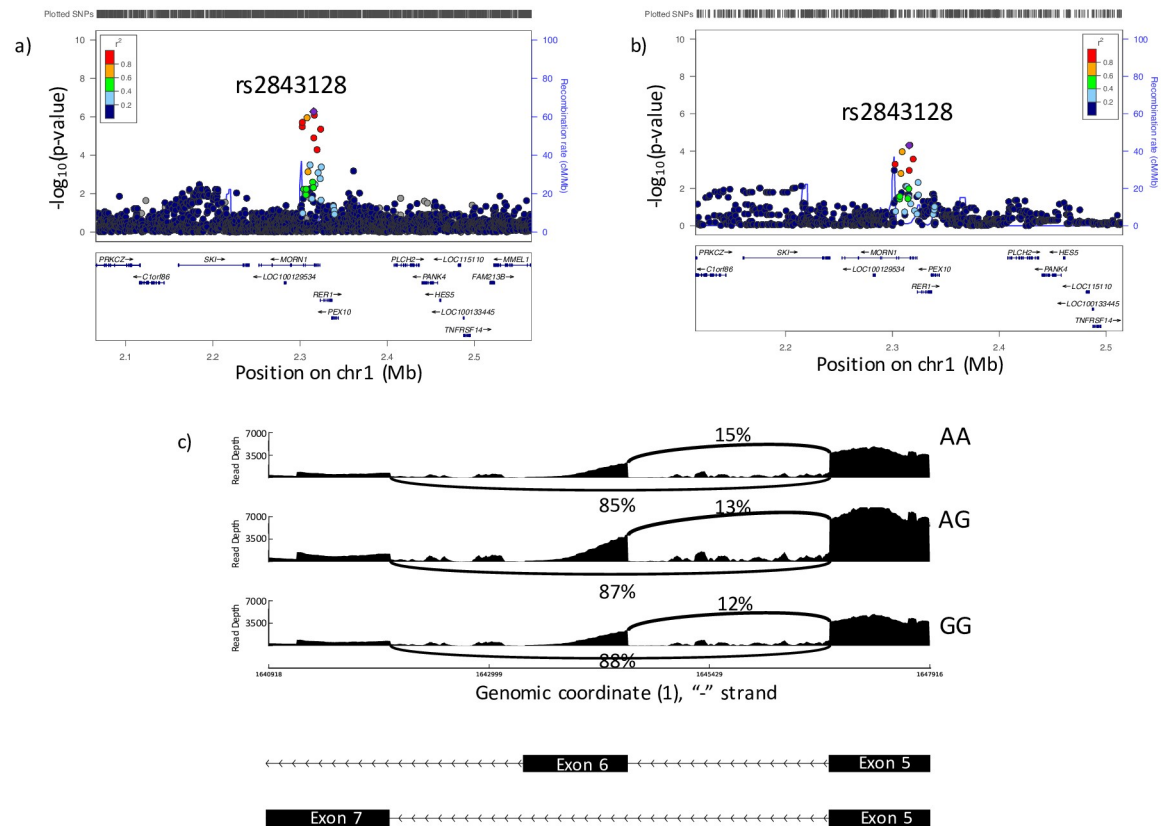 Plotted SNPs
a)
10
8
6
4
2
0
-log10(p-value)
r2
0.8
0.6
0.4
0.2
rs2843128
100
80
60
40
20
0
Recombination rate (cM/Mb)
PRKCZ→
SKI→
←MORN1
PLCH2→
←LOC115110
←MMEL1
←C1orf86
←LOC100129534
←PANK4
FAM213B→
RER1→
←HES5
←PEX10
←LOC100133445
TNFRSF14→
2.1
2.2
2.3
2.4
2.5
Position on chr1 (Mb)
Plotted SNPs
b)
10
8
6
4
2
0
-log10(p-value)
r2
0.8
0.6
0.4
0.2
rs2843128
100
80
60
40
20
0
Recombination rate (cM/Mb)
PRKCZ→
SKI→
←MORN1
PLCH2→
←HES5
←C1orf86
←LOC100129534
←PEX10
←PANK4
RER1→
←LOC115110
←LOC100133445
TNFRSF14→
2.2
2.3
2.4
2.5
Position on chr1 (Mb)
c)
7000
3500
Read Depth
15%
AA
85%
7000
3500
Read Depth
13%
AG
87%
7000
3500
Read Depth
12%
GG
88%
1640918
1642999
1645429
1647916
Genomic coordinate (1), “-” strand
Exon 6
Exon 5
Exon 7
Exon 5